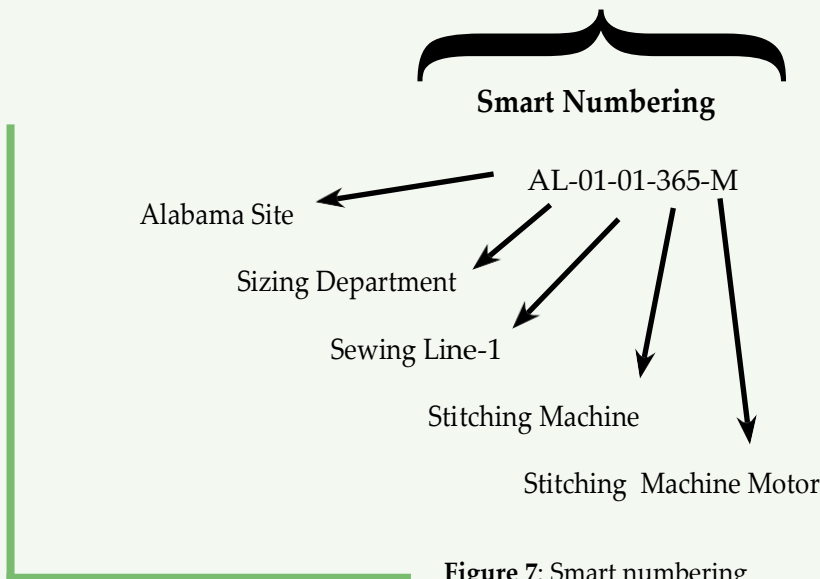 Smart Numbering
AL-01-01-365-M
Alabama Site
Sizing Department
Sewing Line-1
Stitching Machine
Stitching Machine Motor
Figure 7: Smart numbering